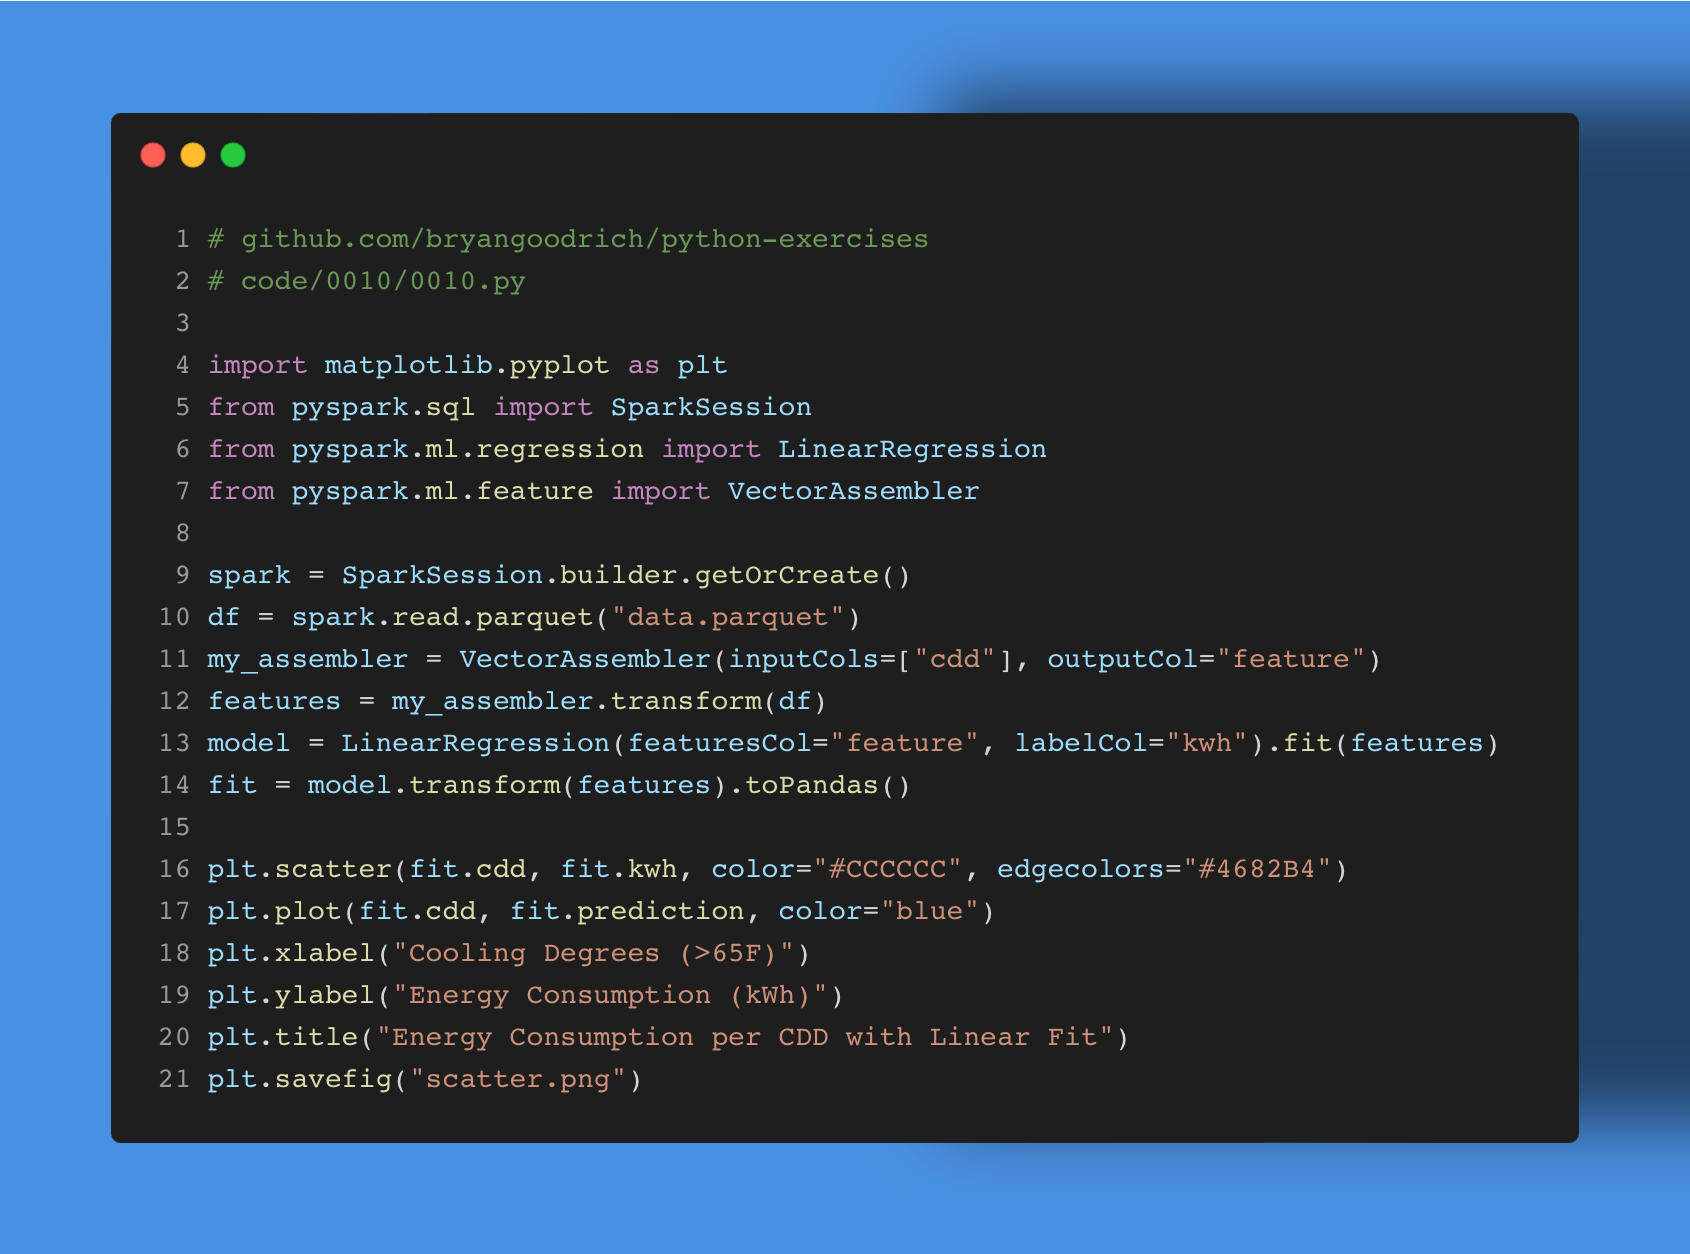 1 # github.com/bryangoodrich/python-exercises
2 # code/0010/0010.py
3
4 import matplotlib.pyplot as plt
5 from pyspark.sql import SparkSession
6 from pyspark.ml.regression import LinearRegression
7 from pyspark.ml.feature import VectorAssembler
8
9 spark = SparkSession.builder.getOrCreate()
10 df = spark.read.parquet("data.parquet")
11 my_assembler = VectorAssembler(inputCols=["cdd"], outputCol="feature")
12 features = my_assembler.transform(df)
13 model = LinearRegression(featuresCol="feature", labelCol="kwh").fit(features)
14 fit = model.transform(features).toPandas()
15
16 plt.scatter(fit.cdd, fit.kwh, color="#CCCCCC", edgecolors="#4682B4")
17 plt.plot(fit.cdd, fit.prediction, color="blue")
18 plt.xlabel("Cooling Degrees (>65F)")
19 plt.ylabel("Energy Consumption (kWh)")
20 plt.title("Energy Consumption per CDD with Linear Fit")
21 plt.savefig("scatter.png")